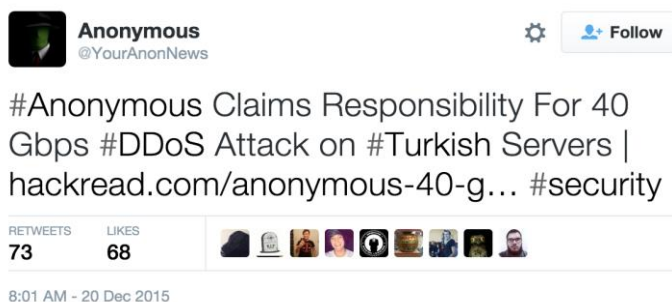 Anonymous
@YourAnonNews
Follow
#Anonymous Claims Responsibility For 40
Gbps #DDoS Attack on #Turkish Servers |
hackread.com/anonymous-40-g... #security
RETWEETS LIKES
73 68
8:01 AM - 20 Dec 2015